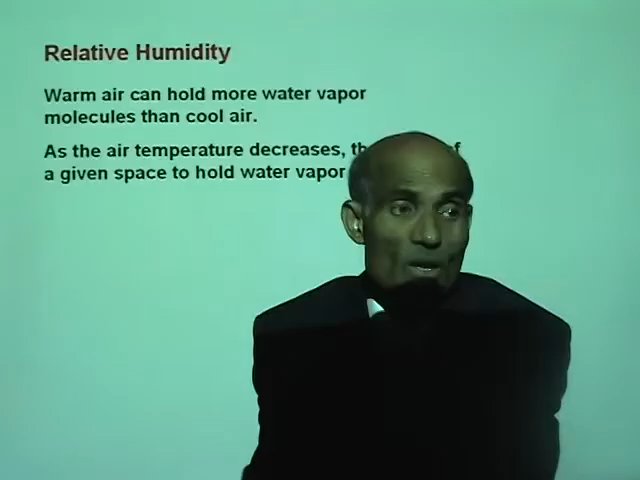 Relative Humidity
Warm air can hold more water vapor
molecules than cool air.
As the air temperature decreases,
a given space to hold water vapor